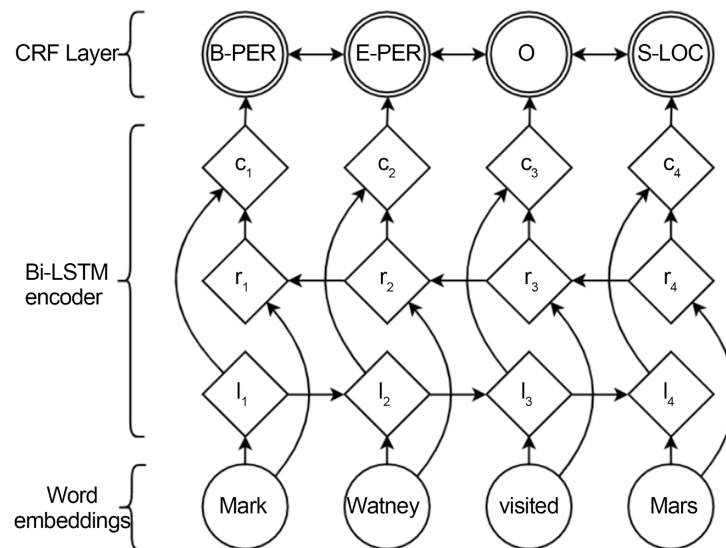 CRF Layer
B-PER
E-PER
O
S-LOC
c₁
c₂
c₃
c₄
Bi-LSTM
encoder
r₁
r₂
r₃
r₄
l₁
l₂
l₃
l₄
Word
embeddings
Mark
Watney
visited
Mars